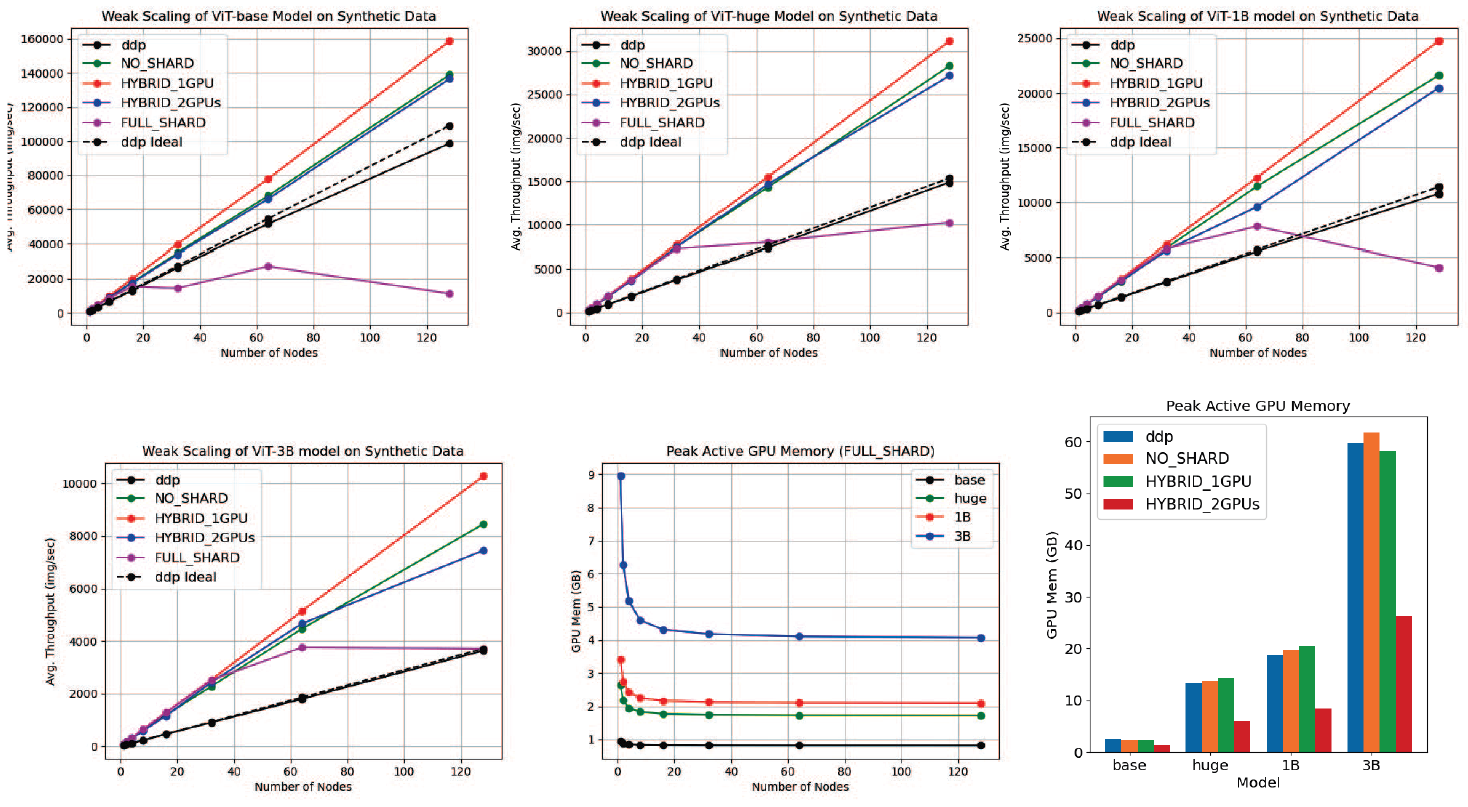 Weak Scaling of ViT-base Model on Synthetic Data
160000
140000
120000
100000
80000
60000
40000
20000
0
Avg. Throughput (img/sec)
ddp
NO_SHARD
HYBRID_1GPU
HYBRID_2GPUs
FULL_SHARD
ddp Ideal
0 20 40 60 80 100 120
Number of Nodes
Weak Scaling of ViT-huge Model on Synthetic Data
30000
25000
20000
15000
10000
5000
0
Avg. Throughput (img/sec)
ddp
NO_SHARD
HYBRID_1GPU
HYBRID_2GPUs
FULL_SHARD
ddp Ideal
0 20 40 60 80 100 120
Number of Nodes
Weak Scaling of ViT-1B model on Synthetic Data
25000
20000
15000
10000
5000
0
Avg. Throughput (img/sec)
ddp
NO_SHARD
HYBRID_1GPU
HYBRID_2GPUs
FULL_SHARD
ddp Ideal
0 20 40 60 80 100 120
Number of Nodes
Weak Scaling of ViT-3B model on Synthetic Data
10000
8000
6000
4000
2000
0
Avg. Throughput (img/sec)
ddp
NO_SHARD
HYBRID_1GPU
HYBRID_2GPUs
FULL_SHARD
ddp Ideal
0 20 40 60 80 100 120
Number of Nodes
Peak Active GPU Memory (FULL_SHARD)
9
8
7
6
5
4
3
2
1
GPU Mem (GB)
base
huge
1B
3B
0 20 40 60 80 100 120
Number of Nodes
Peak Active GPU Memory
60
50
40
30
20
10
0
GPU Mem (GB)
ddp
NO_SHARD
HYBRID_1GPU
HYBRID_2GPUs
base huge 1B 3B
Model